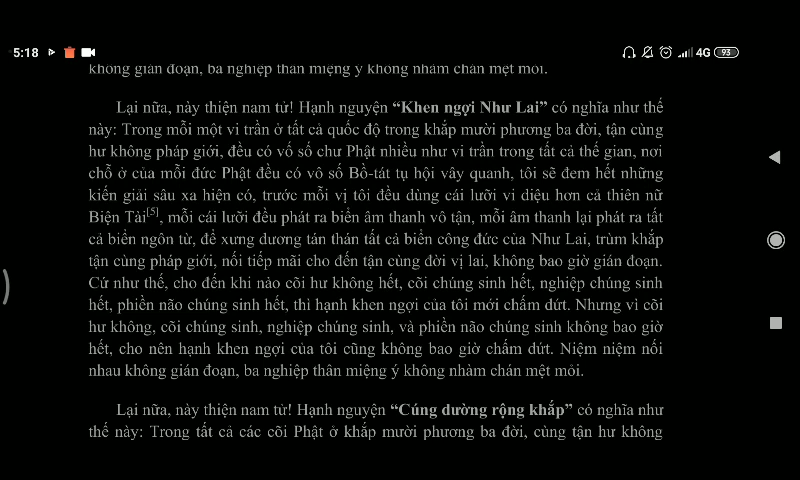 5:18
4G 93
không gián đoạn, ba nghiệp thân miệng ý không nhàm chán mệt mỏi.
Lại nữa, này thiện nam tử! Hạnh nguyện “Khen ngợi Như Lai” có nghĩa như thế
này: Trong mỗi một vi trần ở tất cả quốc độ trong khắp mười phương ba đời, tận cùng
hư không pháp giới, đều có vố số chư Phật nhiều như vi trần trong tất cả thế gian, nơi
chỗ ở của mỗi đức Phật đều có vô số Bồ-tát tụ hội vây quanh, tôi sẽ đem hết những
kiến giải sâu xa hiện có, trước mỗi vị tôi đều dùng cái lưỡi vi diệu hơn cả thiên nữ
Biện Tài[5], mỗi cái lưỡi đều phát ra biển âm thanh vô tận, mỗi âm thanh lại phát ra tất
cả biển ngôn từ, để xưng dương tán thán tất cả biển công đức của Như Lai, trùm khắp
tận cùng pháp giới, nối tiếp mãi cho đến tận cùng đời vị lai, không bao giờ gián đoạn.
Cứ như thế, cho đến khi nào cõi hư không hết, cõi chúng sinh hết, nghiệp chúng sinh
hết, phiền não chúng sinh hết, thì hạnh khen ngợi của tôi mới chấm dứt. Nhưng vì cõi
hư không, cõi chúng sinh, nghiệp chúng sinh, và phiền não chúng sinh không bao giờ
hết, cho nên hạnh khen ngợi của tôi cũng không bao giờ chấm dứt. Niệm niệm nối
nhau không gián đoạn, ba nghiệp thân miệng ý không nhàm chán mệt mỏi.
Lại nữa, này thiện nam tử! Hạnh nguyện “Cúng dường rộng khắp” có nghĩa như
thế này: Trong tất cả các cõi Phật ở khắp mười phương ba đời, cùng tận hư không